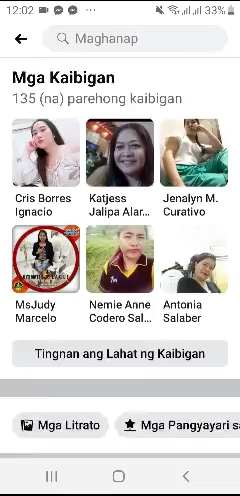 12:02
33%
Maghanap
Mga Kaibigan
135 (na) parehong kaibigan
Cris Borres
Ignacio
Katjess
Jalipa Alar...
Jenalyn M.
Curativo
MsJudy
Marcelo
Nemie Anne
Codero Sal...
Antonia
Salaber
Tingnan ang Lahat ng Kaibigan
Mga Litrato
Mga Pangyayari sa